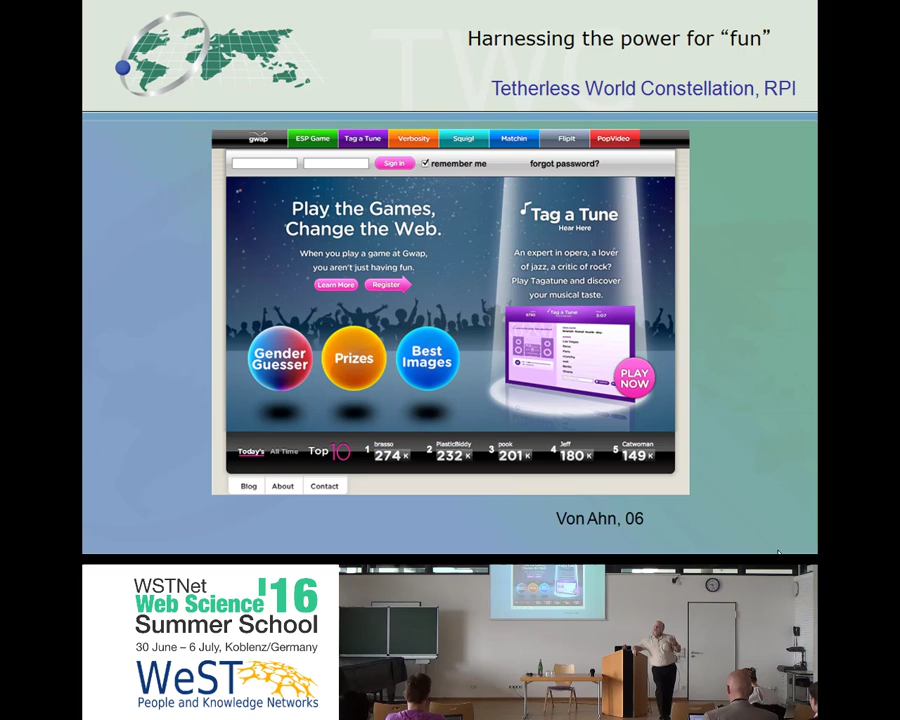 Harnessing the power for “fun”
Tetherless World Constellation, RPI
TW
gwap ESP Game Tag a Tune Verbosity Squigl Matchin FlipIt PopVideo
Sign In remember me forgot password?
Play the Games,
Change the Web.
When you play a game at Gwap,
you aren't just having fun.
Learn More Register
Gender
Guesser
Prizes
Best
Images
Tag a Tune
Hear Here
An expert in opera, a lover
of jazz, a critic of rock?
Play Tagatune and discover
your musical taste.
Tag a Tune
PLAY
NOW
Today's All Time Top 10 1 brasso 274 K 2 PlasticBiddy 232 K 3 pook 201 K 4 Jeff 180 K 5 Catwoman 149 K
Blog About Contact
Von Ahn, 06
WSTNet
Web Science '16
Summer School
30 June – 6 July, Koblenz/Germany
WeST
People and Knowledge Networks